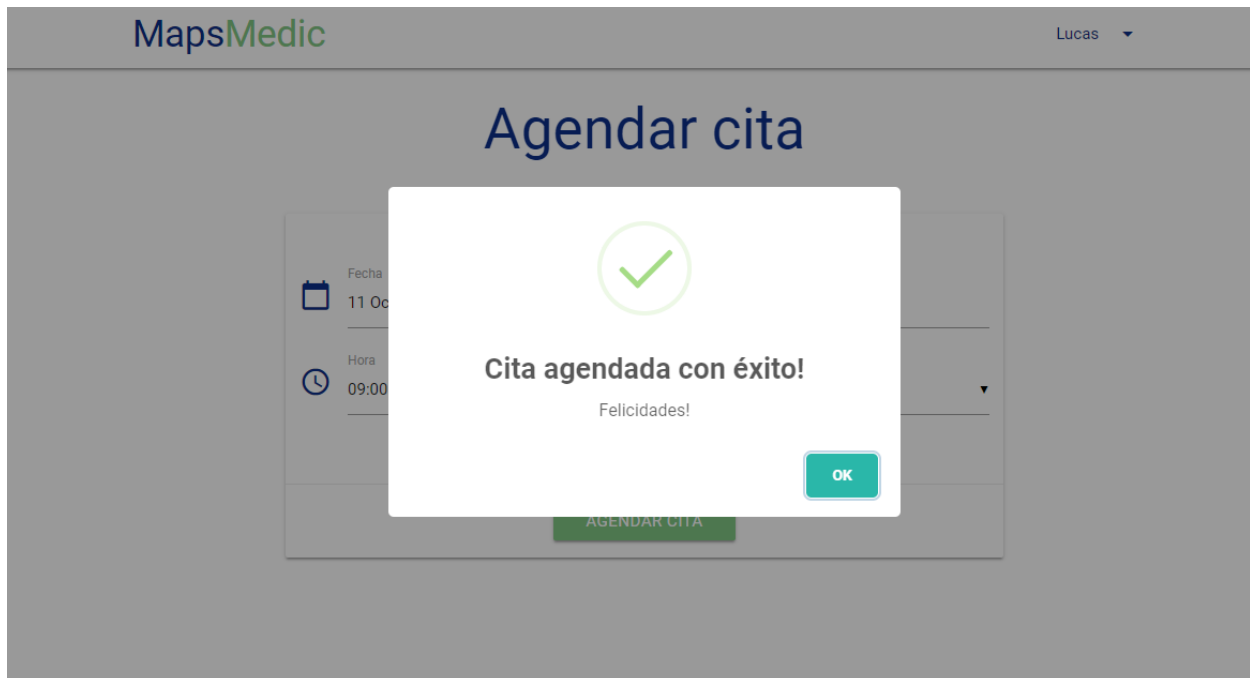 MapsMedic
Lucas
Agendar cita
Fecha
11 Oc
Hora
09:00
Cita agendada con éxito!
Felicidades!
OK
AGENDAR CITA